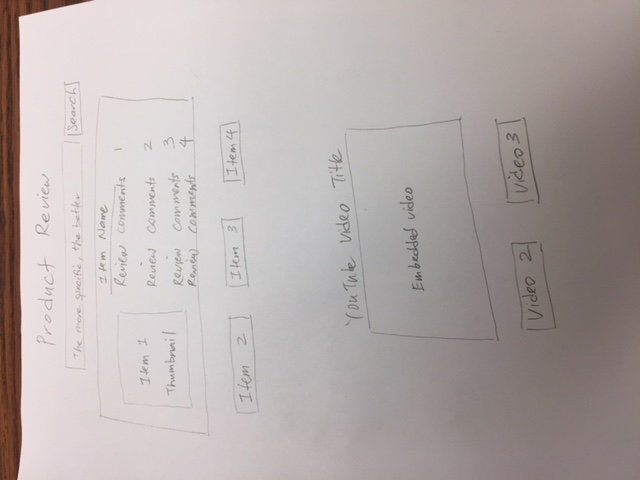 Product Review
The more specific, the better
Search
Item Name
Item 1
Thumbnail
Review Comments 1
Review Comments 2
Review Comments 3
Review Comments 4
Item 2
Item 3
Item 4
YouTube Video Title
Embedded video
Video 2
Video 3